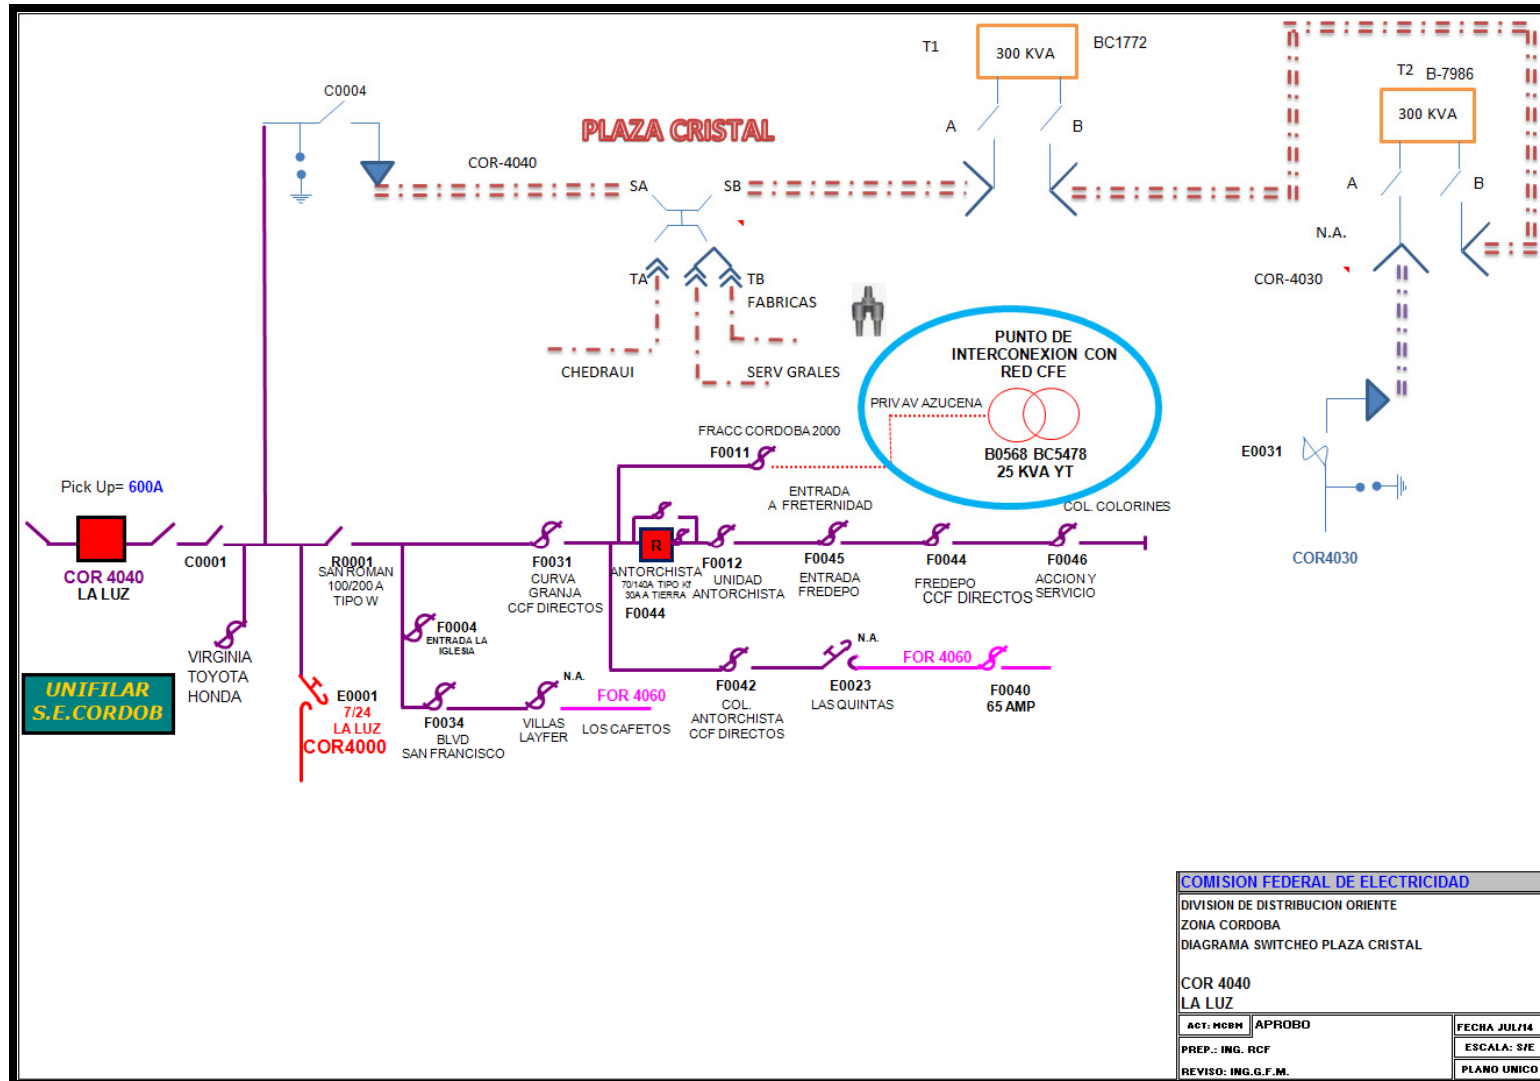 T1
300 KVA
BC1772
T2 B-7986
300 KVA
C0004
PLAZA CRISTAL
A
B
COR-4040
SA
SB
A
B
N.A.
COR-4030
TA
TB
FABRICAS
CHEDRAUI
SERV GRALES
PUNTO DE
INTERCONEXION CON
RED CFE
PRIV AV AZUCENA
B0568 BC5478
25 KVA YT
FRACC CORDOBA 2000
F0011
E0031
COR4030
Pick Up= 600A
ENTRADA
A FRETERNIDAD
COL. COLORINES
COR 4040
LA LUZ
C0001
R0001
SAN ROMAN
100/200 A
TIPO W
F0031
CURVA
GRANJA
CCF DIRECTOS
R
ANTORCHISTA
70/140A TIPO KT
30A A TIERRA
F0044
F0012
UNIDAD
ANTORCHISTA
F0045
ENTRADA
FREDEPO
F0044
FREDEPO
CCF DIRECTOS
F0046
ACCION Y
SERVICIO
F0004
ENTRADA LA
IGLESIA
VIRGINIA
TOYOTA
HONDA
UNIFILAR
S.E.CORDOB
E0001
7/24
LA LUZ
COR4000
F0034
BLVD
SAN FRANCISCO
N.A.
VILLAS
LAYFER
FOR 4060
LOS CAFETOS
F0042
COL.
ANTORCHISTA
CCF DIRECTOS
N.A.
E0023
LAS QUINTAS
FOR 4060
F0040
65 AMP
COMISION FEDERAL DE ELECTRICIDAD
DIVISION DE DISTRIBUCION ORIENTE
ZONA CORDOBA
DIAGRAMA SWITCHEO PLAZA CRISTAL
COR 4040
LA LUZ
ACT: MCBM APROBO
FECHA JUL/14
PREP.: ING. RCF
ESCALA: S/E
REVISO: ING.G.F.M.
PLANO UNICO